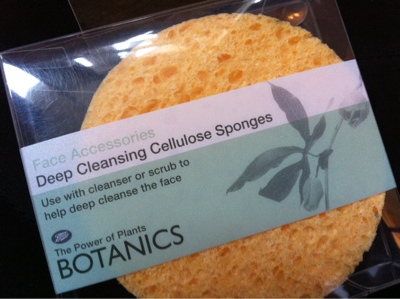 Face Accessories
Deep Cleansing Cellulose Sponges
Use with cleanser or scrub to
help deep cleanse the face
Boots
The Power of Plants
BOTANICS